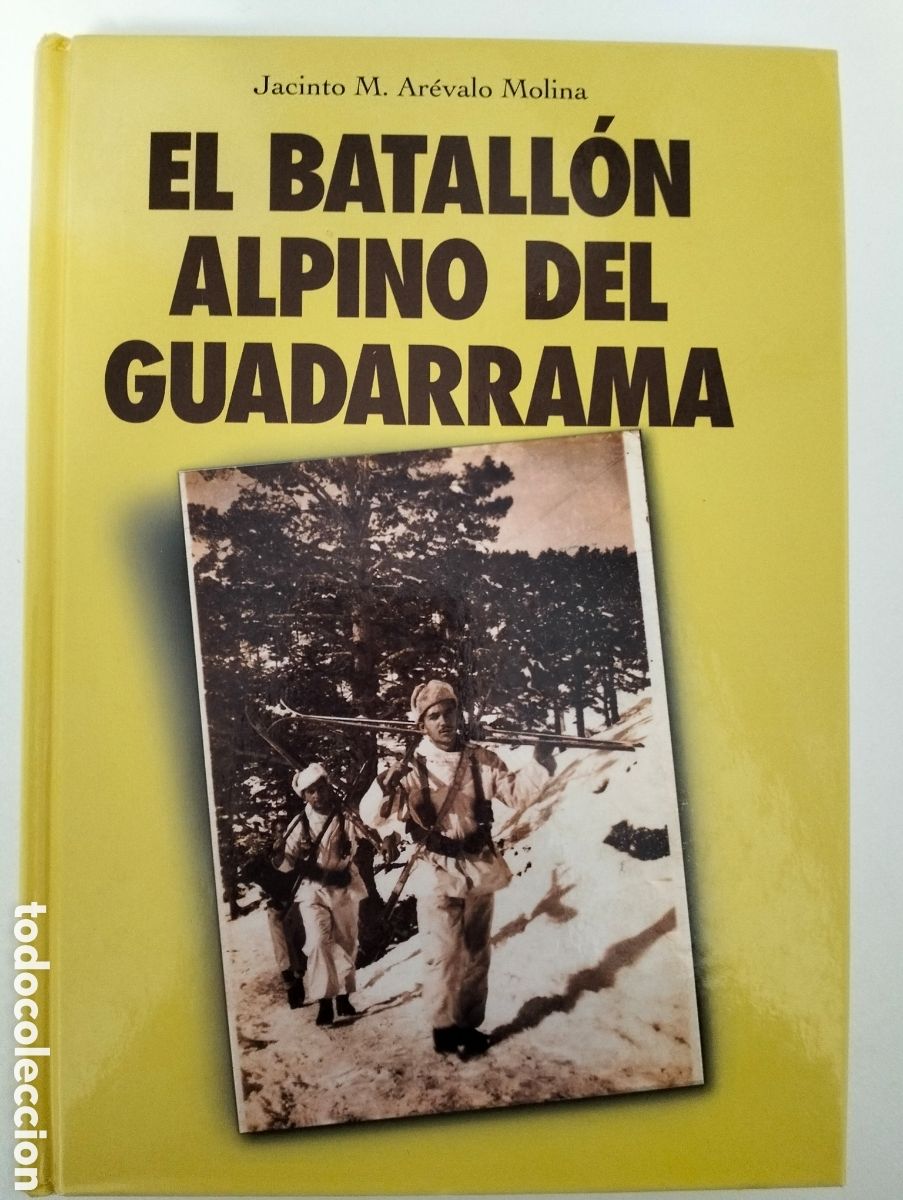 Jacinto M. Arévalo Molina
EL BATALLÓN
ALPINO DEL
GUADARRAMA
todocoleccion